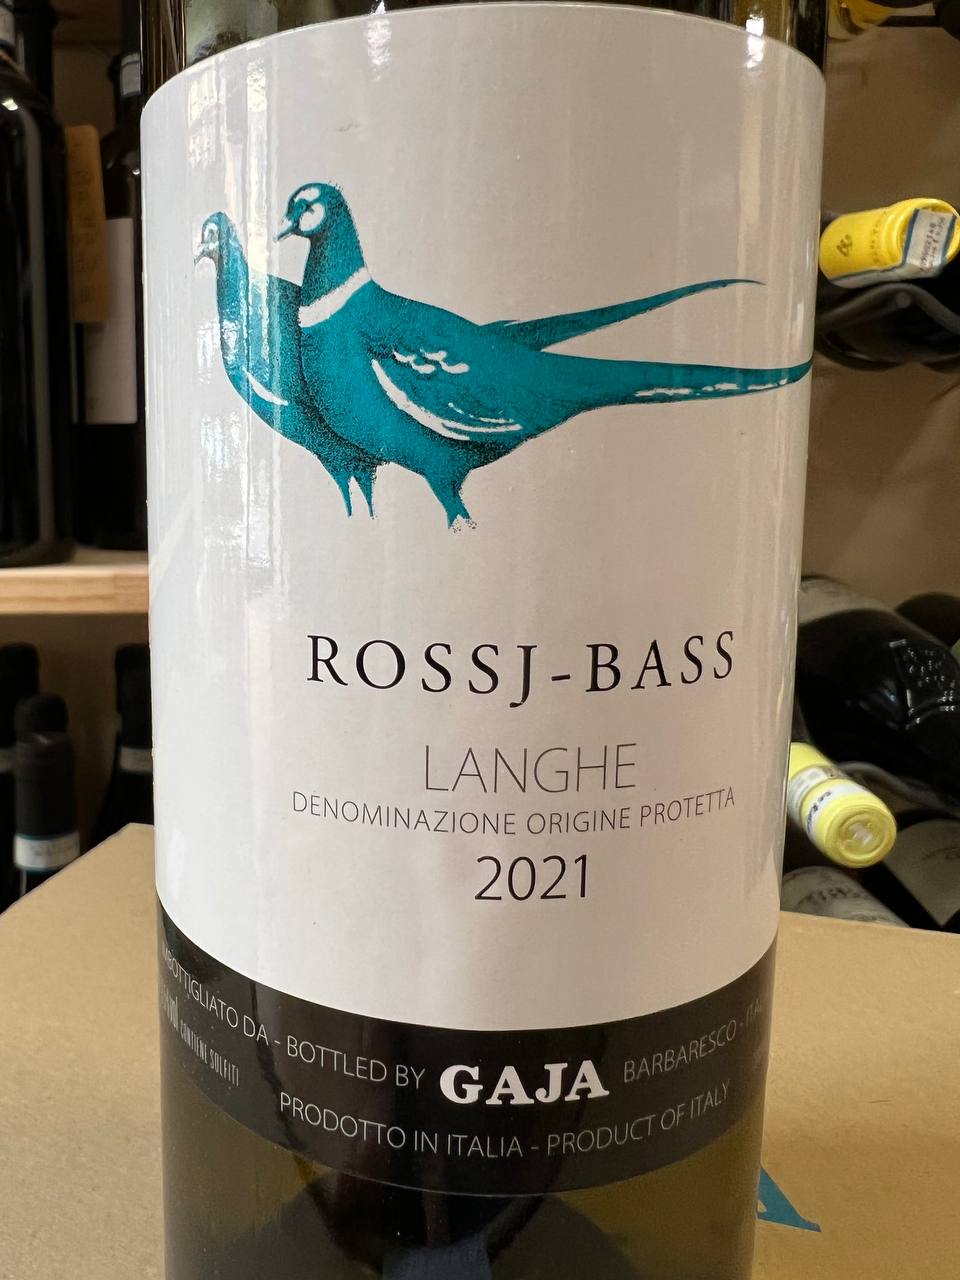 ROSSJ-BASS
LANGHE
DENOMINAZIONE ORIGINE PROTETTA
2021
IMBOTTIGLIATO DA - BOTTLED BY GAJA BARBARESCO - ITALIA
CONTIENE SOLFITI
PRODOTTO IN ITALIA - PRODUCT OF ITALY